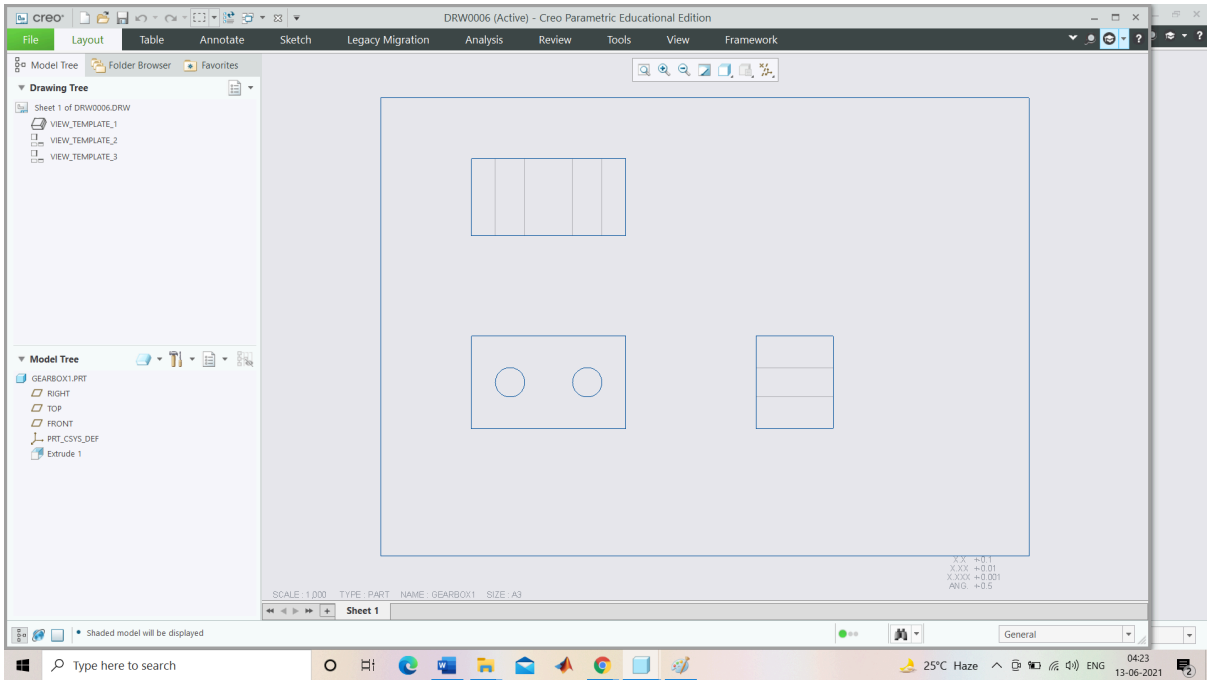 creo DRW0006 (Active) - Creo Parametric Educational Edition
File Layout Table Annotate Sketch Legacy Migration Analysis Review Tools View Framework ?
Model Tree Folder Browser Favorites
Drawing Tree
Sheet 1 of DRW0006.DRW
VIEW_TEMPLATE_1
VIEW_TEMPLATE_2
VIEW_TEMPLATE_3
Model Tree
GEARBOX1.PRT
RIGHT
TOP
FRONT
PRT_CSYS_DEF
Extrude 1
X.X +-0.1
X.XX +-0.01
X.XXX +-0.001
ANG. +-0.5
SCALE : 1,000 TYPE : PART NAME : GEARBOX1 SIZE : A3
Sheet 1
• Shaded model will be displayed
General
Type here to search
25°C Haze ENG
04:23
13-06-2021
2